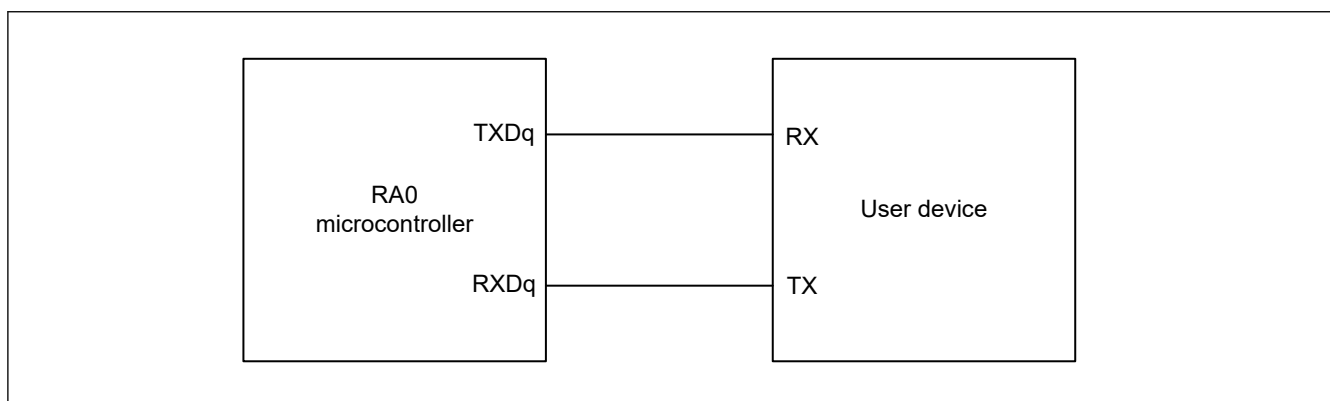 TXDq
RX
RA0
microcontroller
User device
RXDq
TX